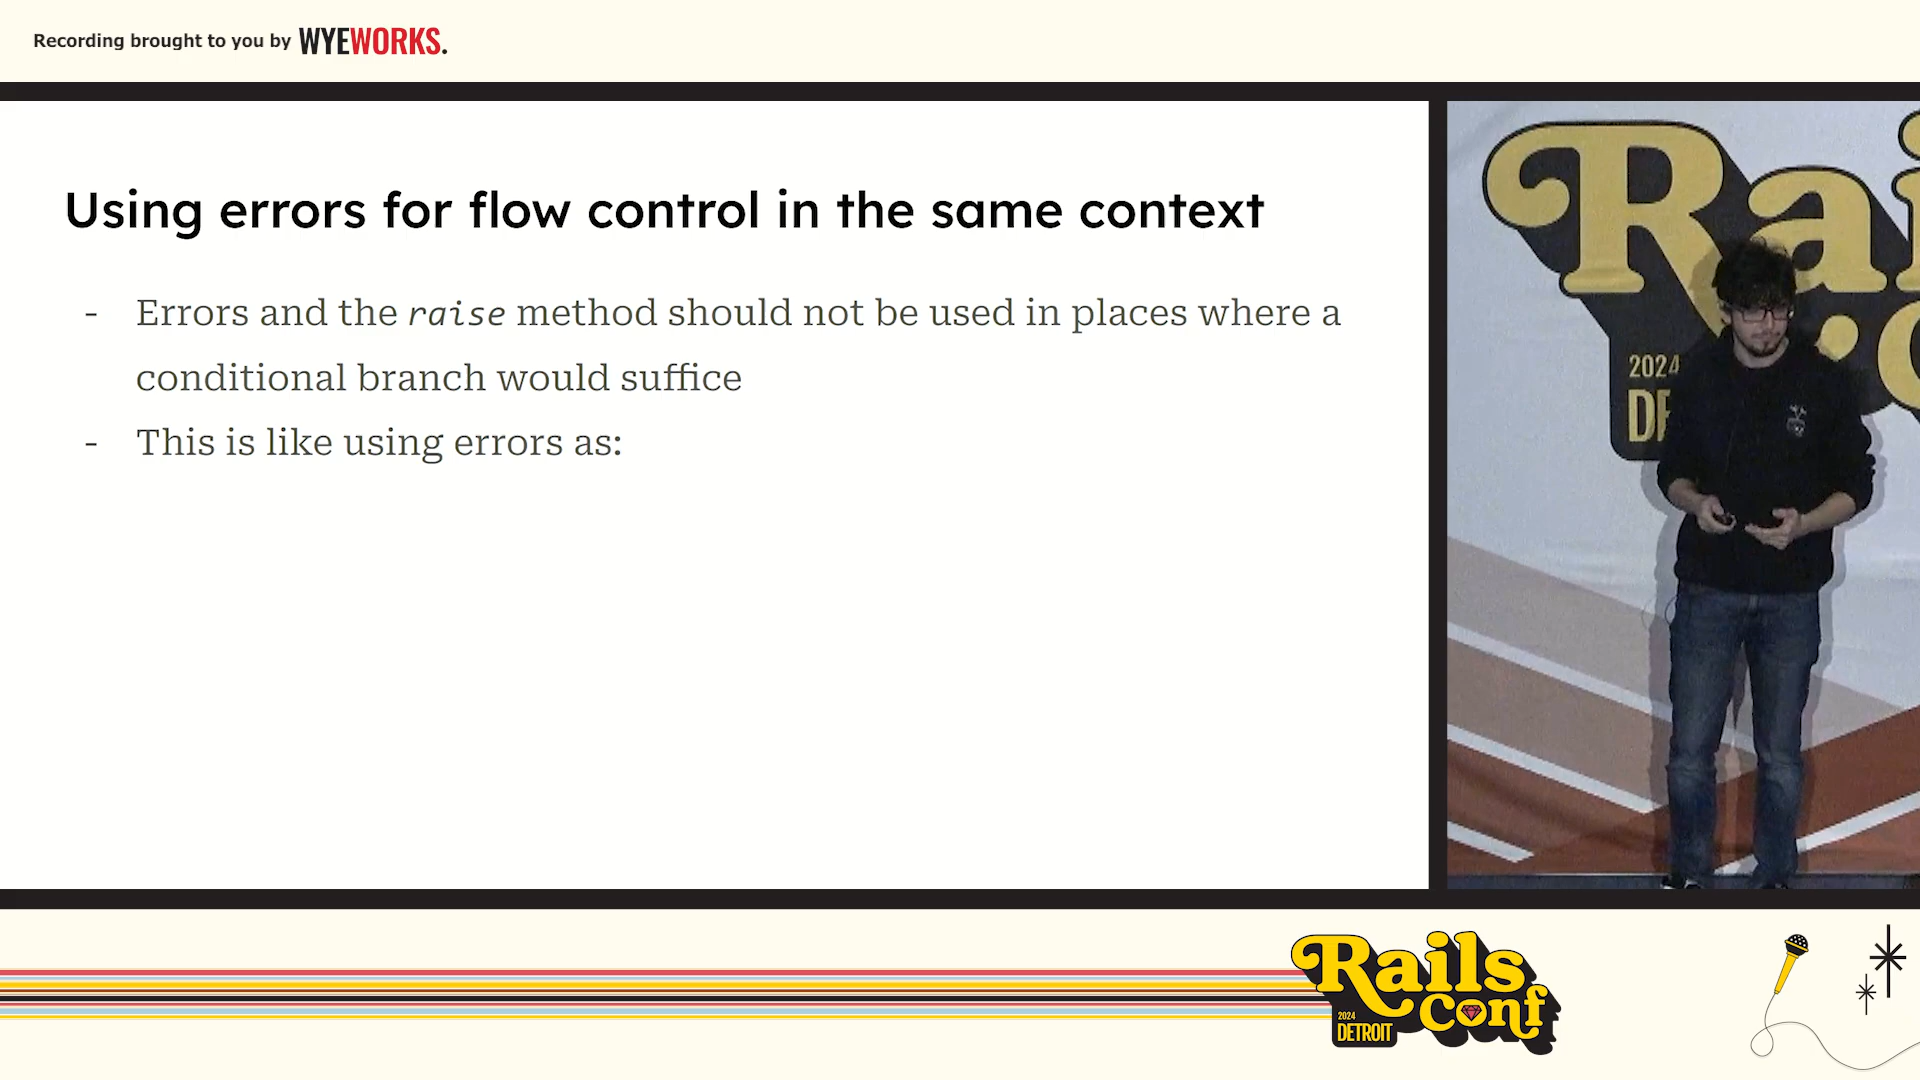 Recording brought to you by WYEWORKS.
Using errors for flow control in the same context
- Errors and the raise method should not be used in places where a
conditional branch would suffice
- This is like using errors as:
Rai
2024
DE
Rails
Conf
2024
DETROIT